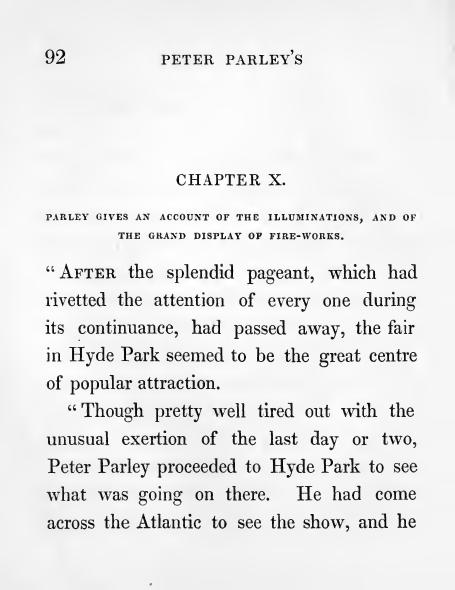 92 PETER PARLEY'S
CHAPTER X.
PARLEY GIVES AN ACCOUNT OF THE ILLUMINATIONS, AND OF
THE GRAND DISPLAY OF FIRE-WORKS.
“ AFTER the splendid pageant, which had
rivetted the attention of every one during
its continuance, had passed away, the fair
in Hyde Park seemed to be the great centre
of popular attraction.
“ Though pretty well tired out with the
unusual exertion of the last day or two,
Peter Parley proceeded to Hyde Park to see
what was going on there. He had come
across the Atlantic to see the show, and he